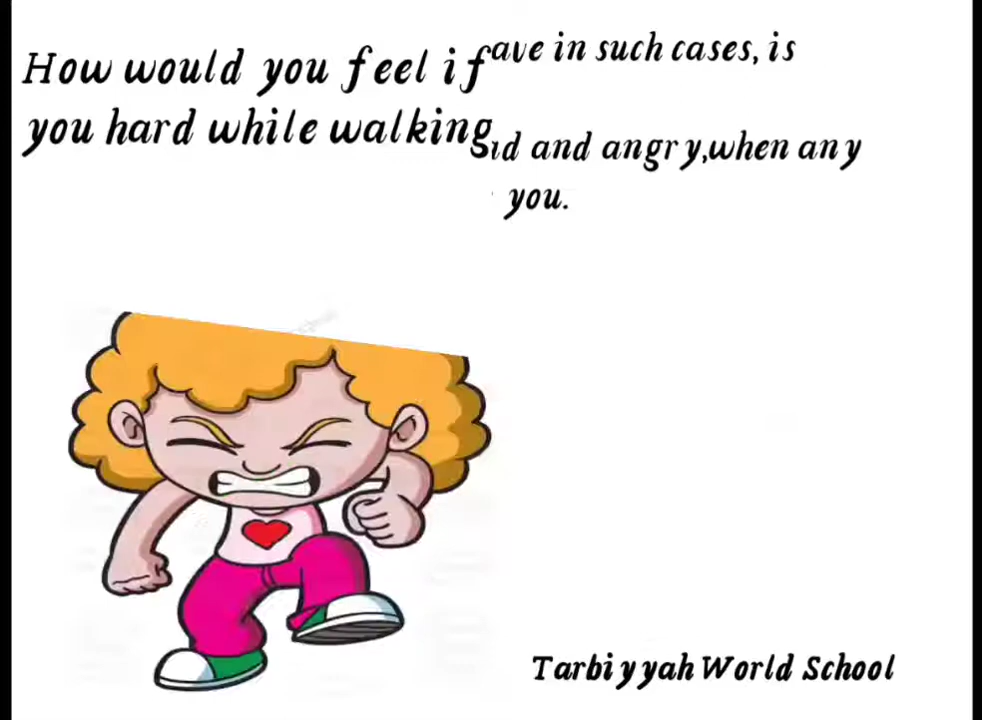 How would you feel if
you hard while walking
ave in such cases, is
d and angry,when any
you.
Tarbiyyah World School